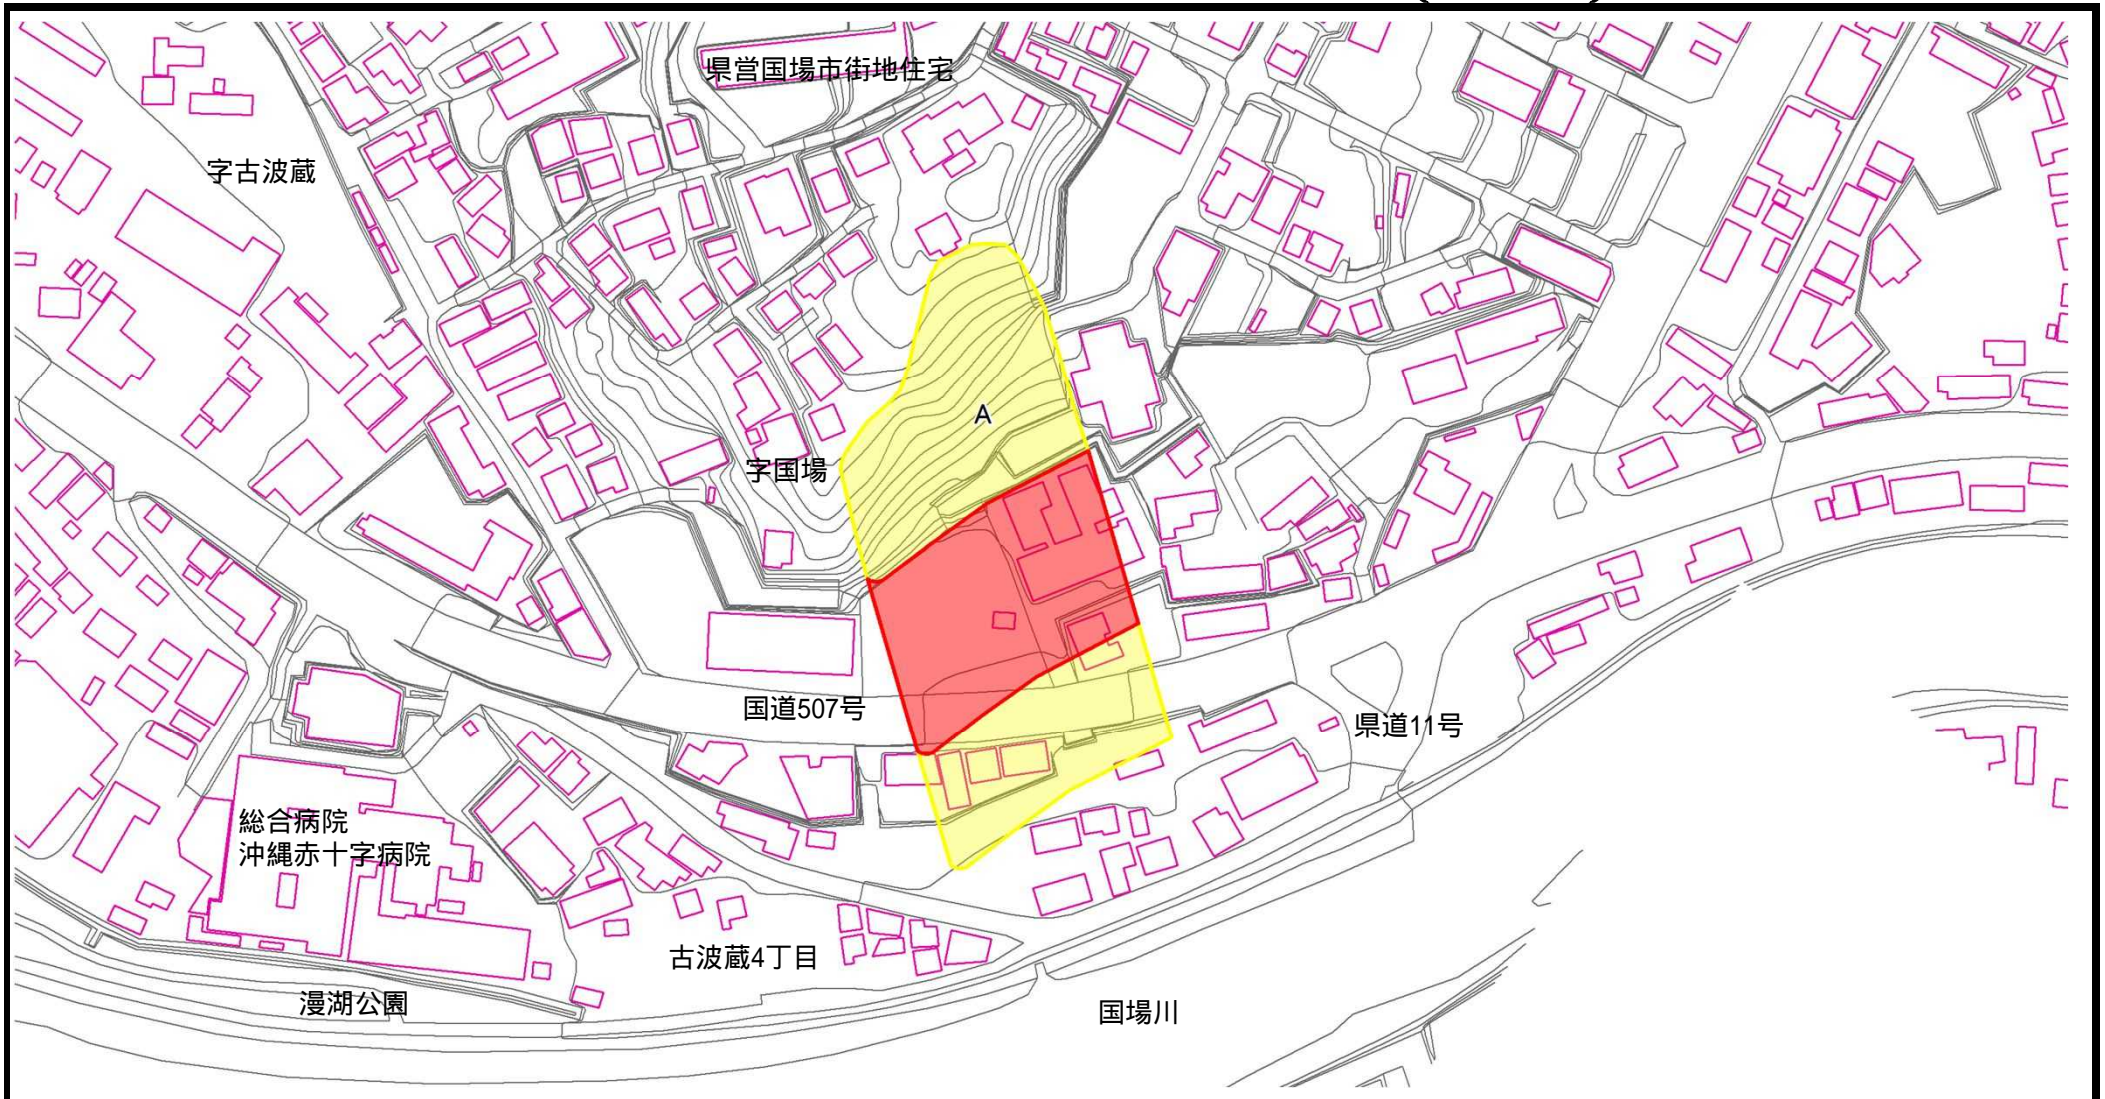 県営国場市街地住宅
字古波蔵
A
字国場
国道507号
県道11号
総合病院
沖縄赤十字病院
古波蔵4丁目
漫湖公園
国場川